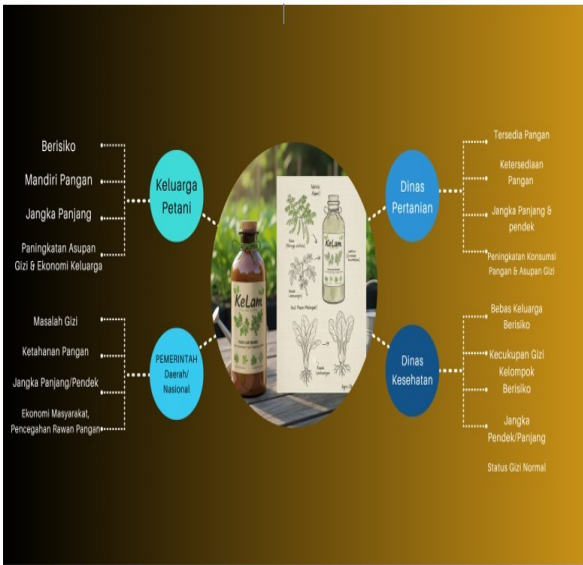 Berisiko
Mandiri Pangan
Jangka Panjang
Paningkatan Asupan
Gizi & Ekonomi Keluarga
Keluarga
Petani
Masalah Gizi
Ketahanan Pangan
Jangka Panjang/Pendek
Ekonomi Masyarakat,
Pencegahan Rawan Pangan
PEMERINTAH
Daerah/
Nasional
KeLam
KeLam
Dinas
Pertanian
Tersedia Pangan
Ketersediaan
Pangan
Jangka Panjang &
pendek
Peningkatan Konsumsi
Pangan & Asupan Gizi
Dinas
Kesehatan
Bebas Keluarga
Berisiko
Kecukupan Gizi
Kelompok
Berisiko
Jangka
Pendek/Panjang
Status Gizi Normal